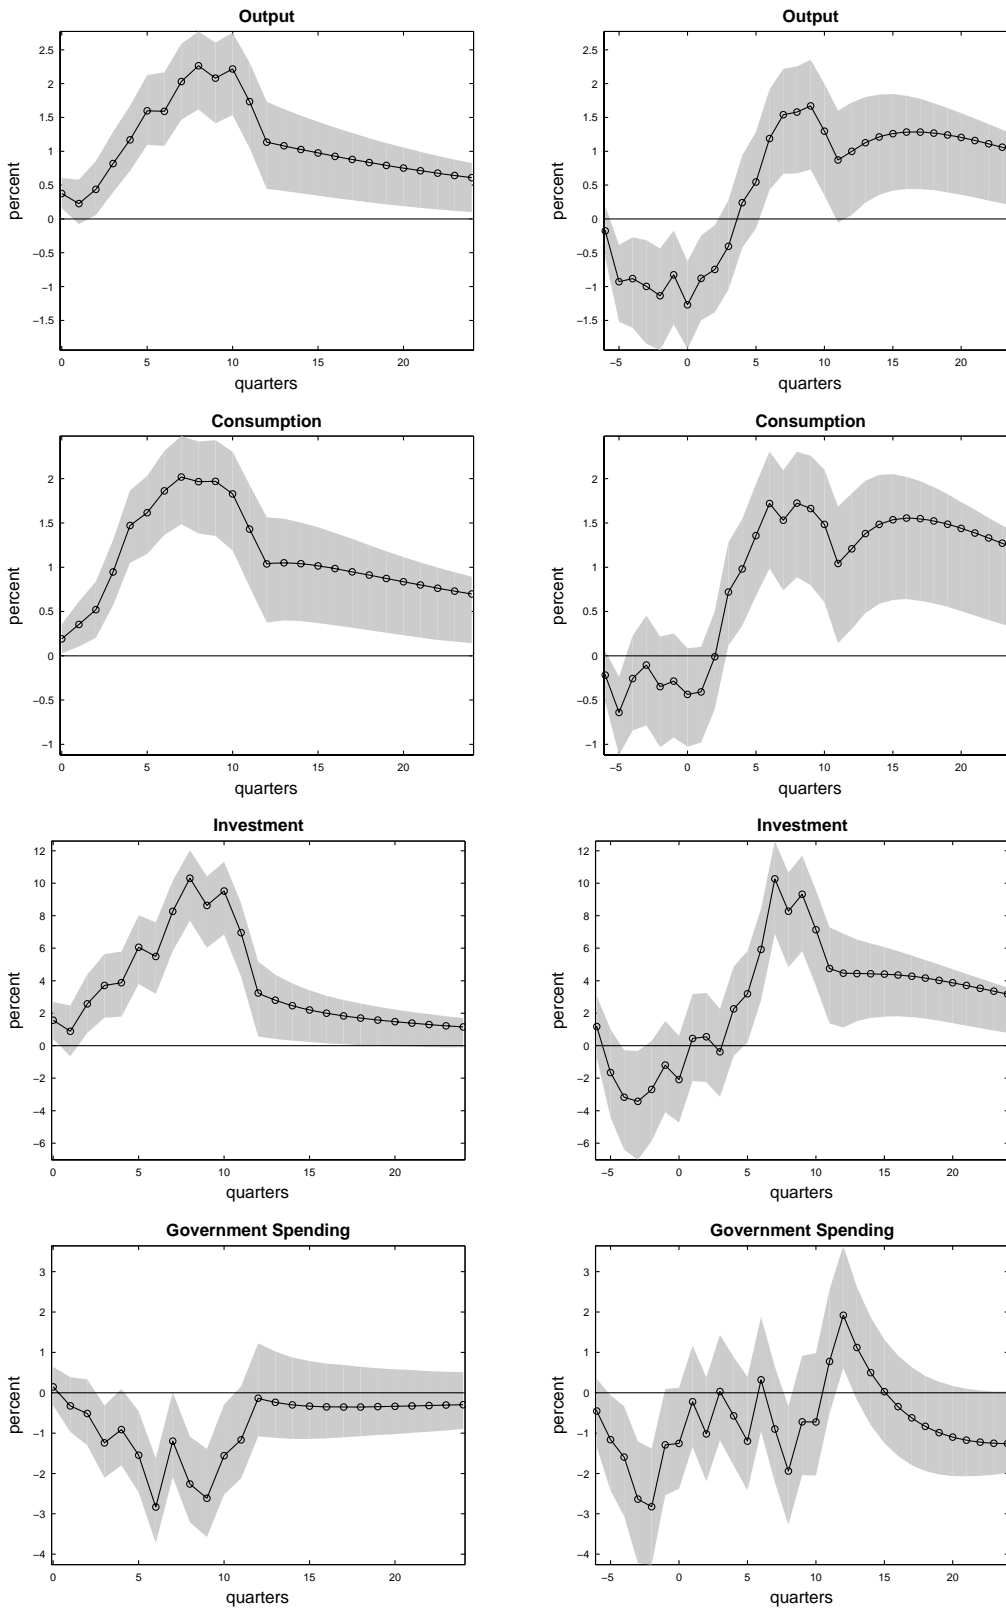 Output
2.5
2
1.5
1
0.5
0
−0.5
−1
−1.5
percent
0 5 10 15 20
quarters
Output
2.5
2
1.5
1
0.5
0
−0.5
−1
−1.5
percent
−5 0 5 10 15 20
quarters
Consumption
2
1.5
1
0.5
0
−0.5
−1
percent
0 5 10 15 20
quarters
Consumption
2
1.5
1
0.5
0
−0.5
−1
percent
−5 0 5 10 15 20
quarters
Investment
12
10
8
6
4
2
0
−2
−4
−6
percent
0 5 10 15 20
quarters
Investment
12
10
8
6
4
2
0
−2
−4
−6
percent
−5 0 5 10 15 20
quarters
Government Spending
3
2
1
0
−1
−2
−3
−4
percent
0 5 10 15 20
quarters
Government Spending
3
2
1
0
−1
−2
−3
−4
percent
−5 0 5 10 15 20
quarters